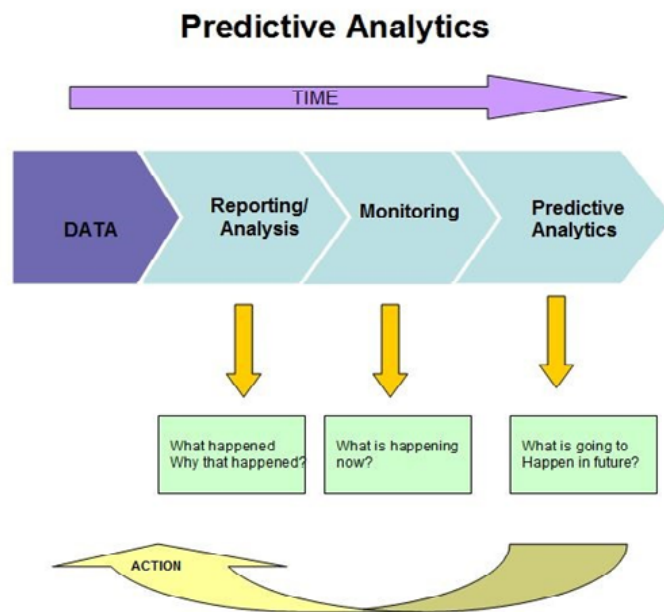 Predictive Analytics
TIME
DATA
Reporting/
Analysis
Monitoring
Predictive
Analytics
What happened
Why that happened?
What is happening
now?
What is going to
Happen in future?
ACTION